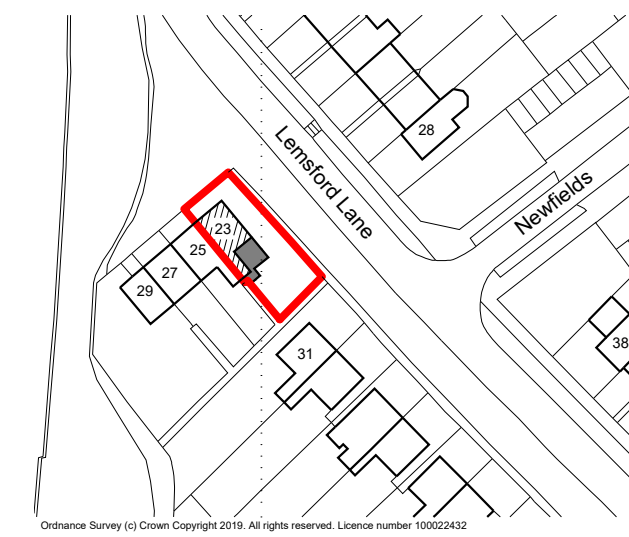 28
Lemsford Lane
Newfields
23
25
27
29
31
38
Ordnance Survey (c) Crown Copyright 2019. All rights reserved. Licence number 100022432